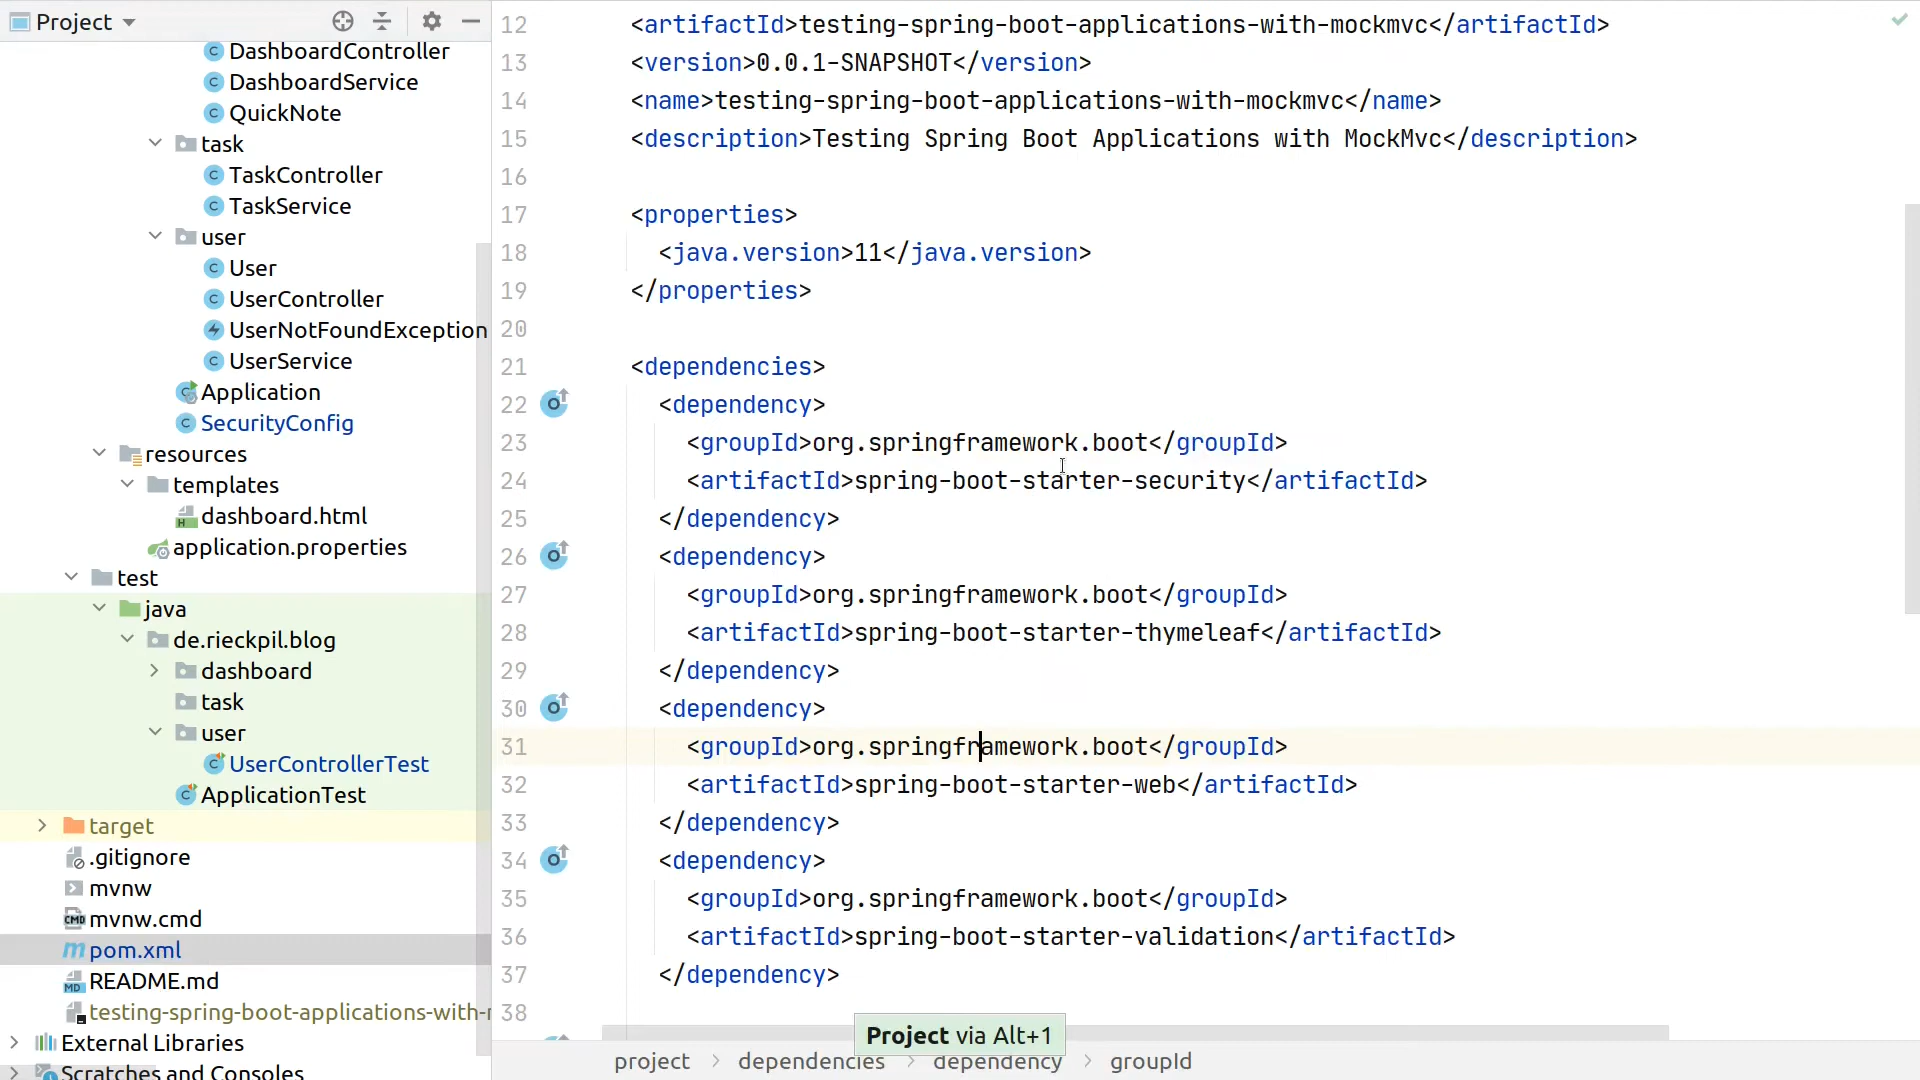 Project
DashboardController
DashboardService
QuickNote
task
TaskController
TaskService
user
User
UserController
UserNotFoundException
UserService
Application
SecurityConfig
resources
templates
dashboard.html
application.properties
test
java
de.rieckpil.blog
dashboard
task
user
UserControllerTest
ApplicationTest
target
.gitignore
mvnw
mvnw.cmd
pom.xml
README.md
testing-spring-boot-applications-with-
External Libraries
Scratches and Consoles
12 <artifactId>testing-spring-boot-applications-with-mockmvc</artifactId>
13 <version>0.0.1-SNAPSHOT</version>
14 <name>testing-spring-boot-applications-with-mockmvc</name>
15 <description>Testing Spring Boot Applications with MockMvc</description>
16
17 <properties>
18 <java.version>11</java.version>
19 </properties>
20
21 <dependencies>
22 <dependency>
23 <groupId>org.springframework.boot</groupId>
24 <artifactId>spring-boot-starter-security</artifactId>
25 </dependency>
26 <dependency>
27 <groupId>org.springframework.boot</groupId>
28 <artifactId>spring-boot-starter-thymeleaf</artifactId>
29 </dependency>
30 <dependency>
31 <groupId>org.springframework.boot</groupId>
32 <artifactId>spring-boot-starter-web</artifactId>
33 </dependency>
34 <dependency>
35 <groupId>org.springframework.boot</groupId>
36 <artifactId>spring-boot-starter-validation</artifactId>
37 </dependency>
38
Project via Alt+1
project > dependencies > dependency > groupId